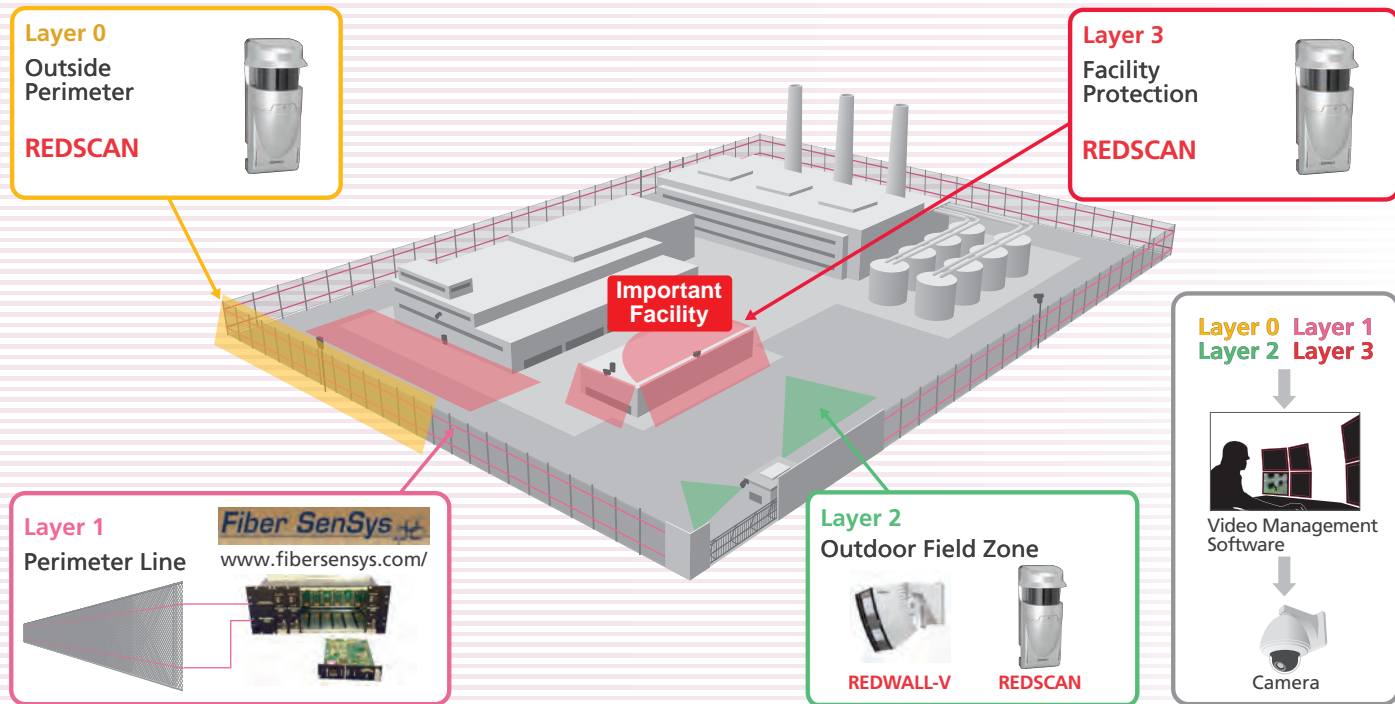 Layer 0
Outside
Perimeter
REDSCAN
Layer 3
Facility
Protection
REDSCAN
Important
Facility
Layer 0 Layer 1
Layer 2 Layer 3
Video Management
Software
Camera
Layer 1
Perimeter Line
Fiber SenSys
www.fibersensys.com/
Layer 2
Outdoor Field Zone
REDWALL-V
REDSCAN